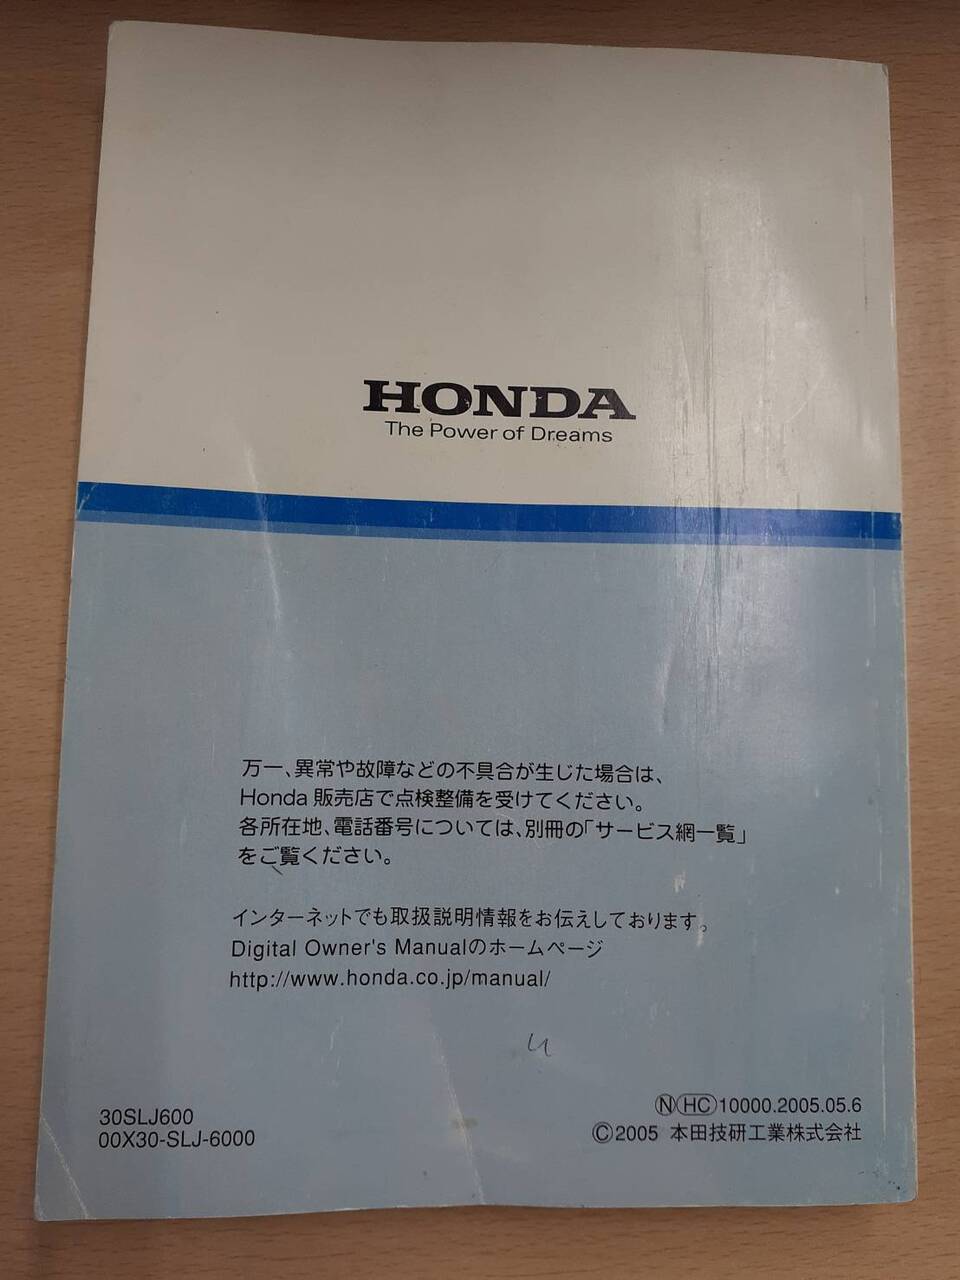 HONDA
The Power of Dreams
万一、異常や故障などの不具合が生じた場合は、
Honda 販売店で点検整備を受けてください。
各所在地、電話番号については、別冊の「サービス網一覧」
をご覧ください。
インターネットでも取扱説明情報をお伝えしております。
Digital Owner's Manualのホームページ
http://www.honda.co.jp/manual/
30SLJ600
00X30-SLJ-6000
Ⓝ HC 10000.2005.05.6
©2005 本田技研工業株式会社